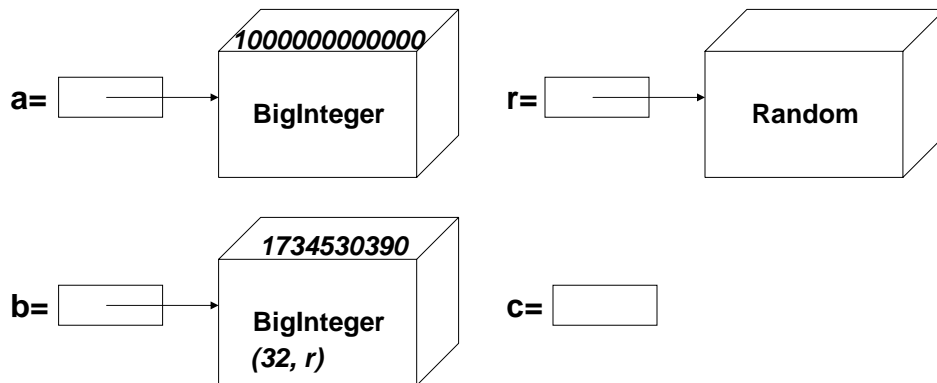 1000000000000
a=
BigInteger
r=
Random
1734530390
b=
BigInteger
(32, r)
c=